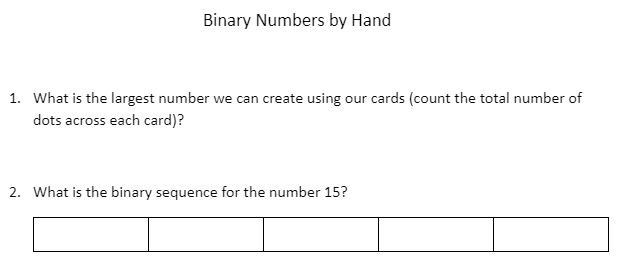 Binary Numbers by Hand
1. What is the largest number we can create using our cards (count the total number of
dots across each card)?
2. What is the binary sequence for the number 15?